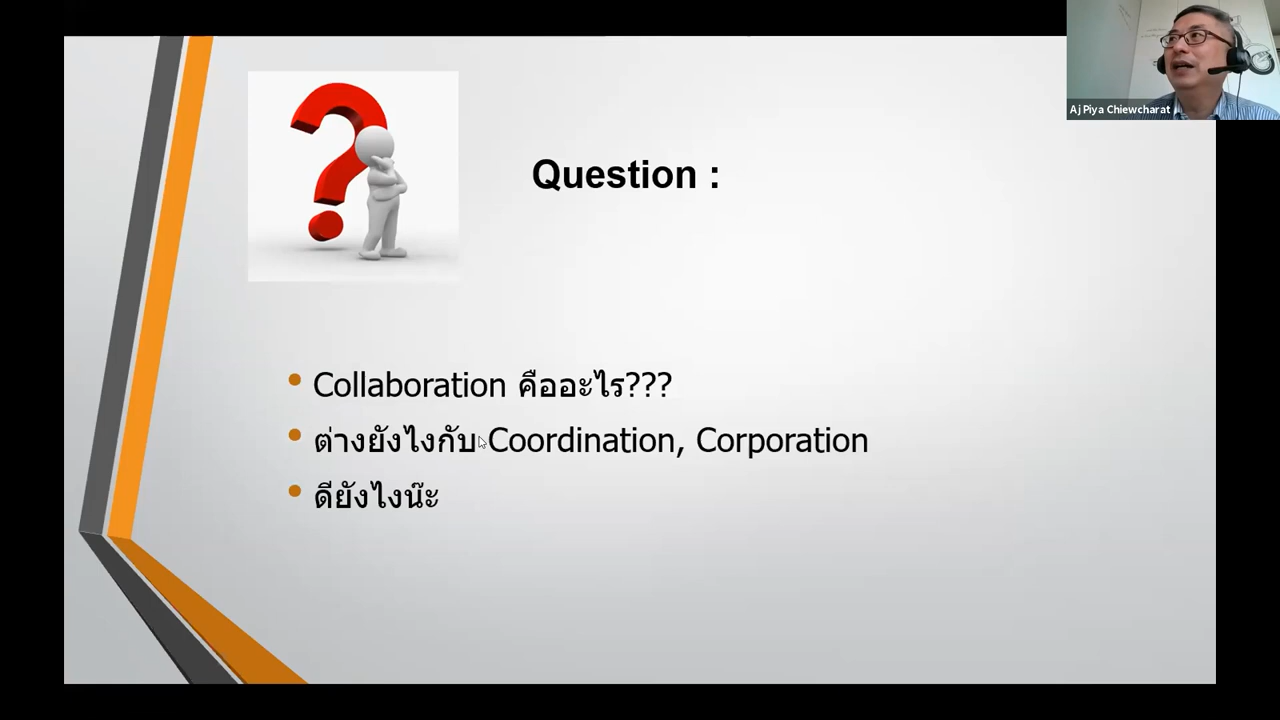 Aj Piya Chiewcharat
Question :
Collaboration คืออะไร???
ต่างยังไงกับ Coordination, Corporation
ดียังไงน๊ะ